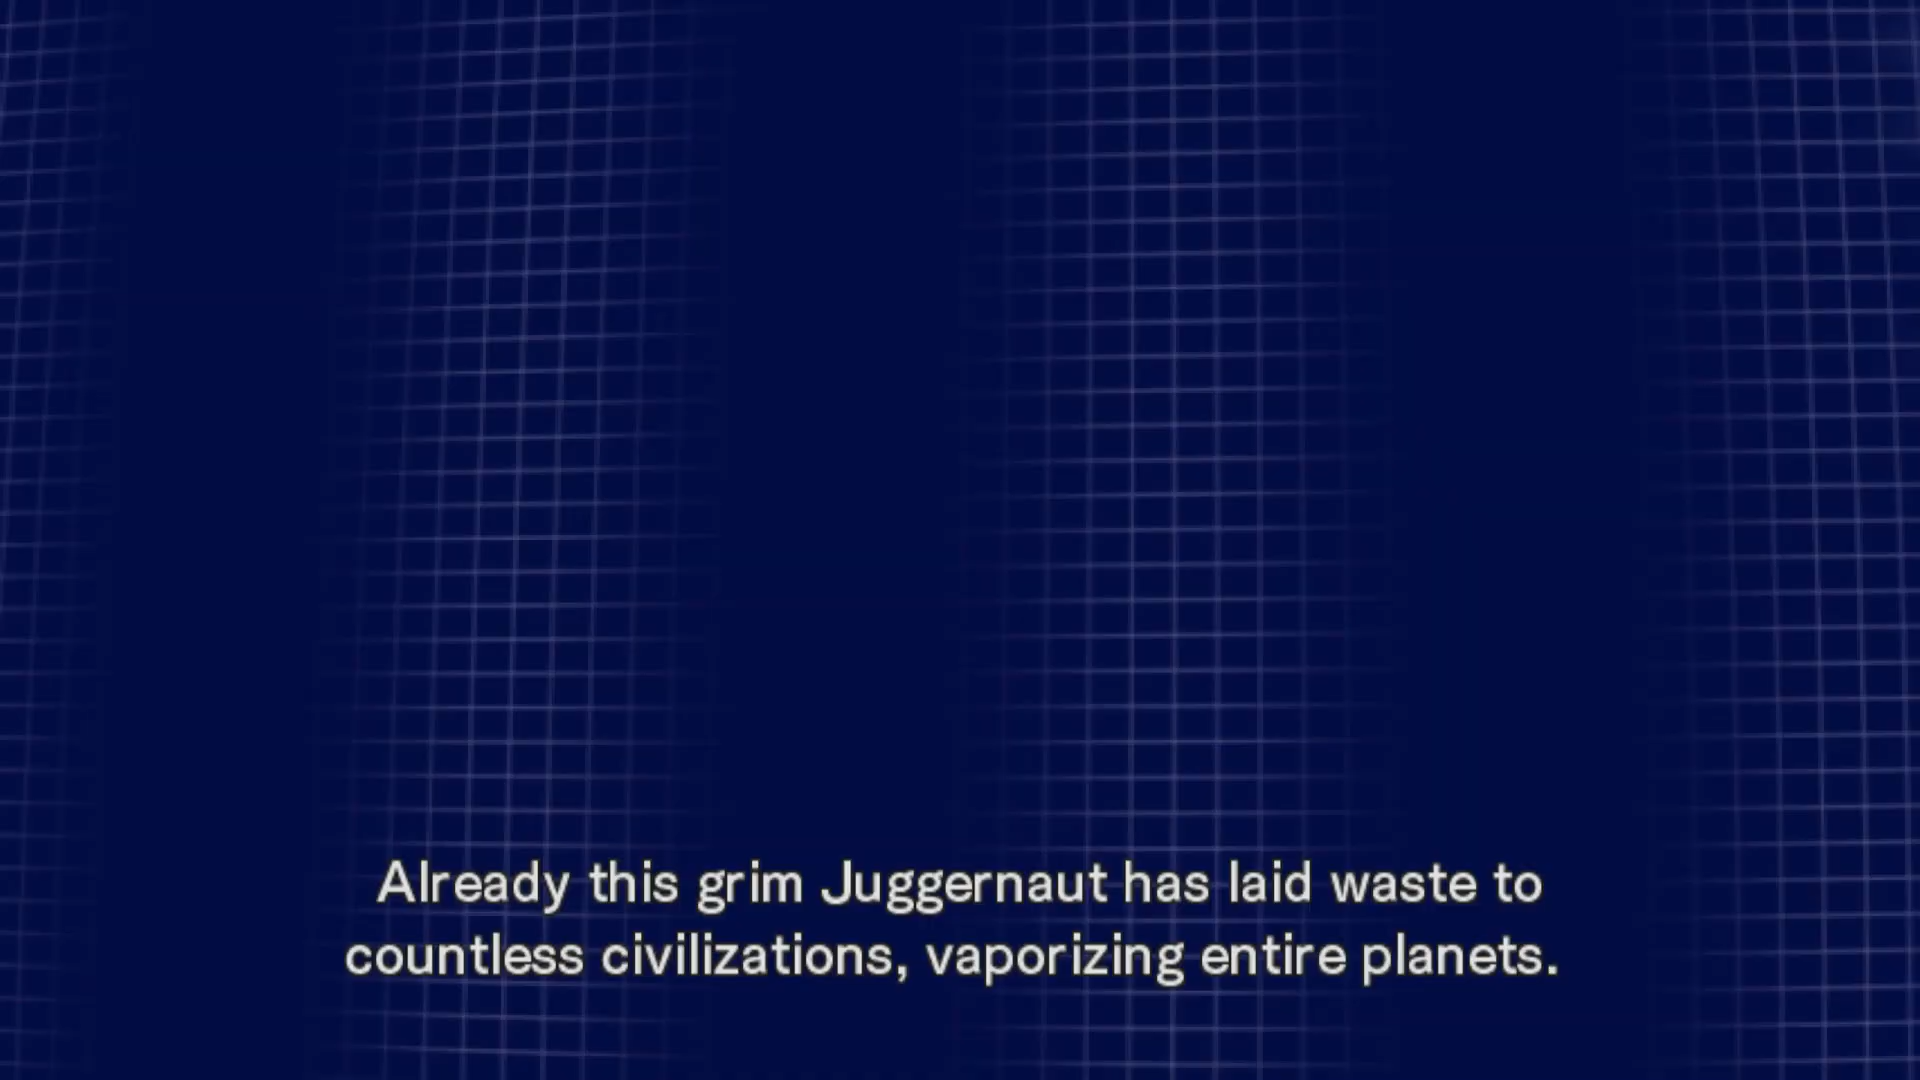 Already this grim Juggernaut has laid waste to
countless civilizations, vaporizing entire planets.